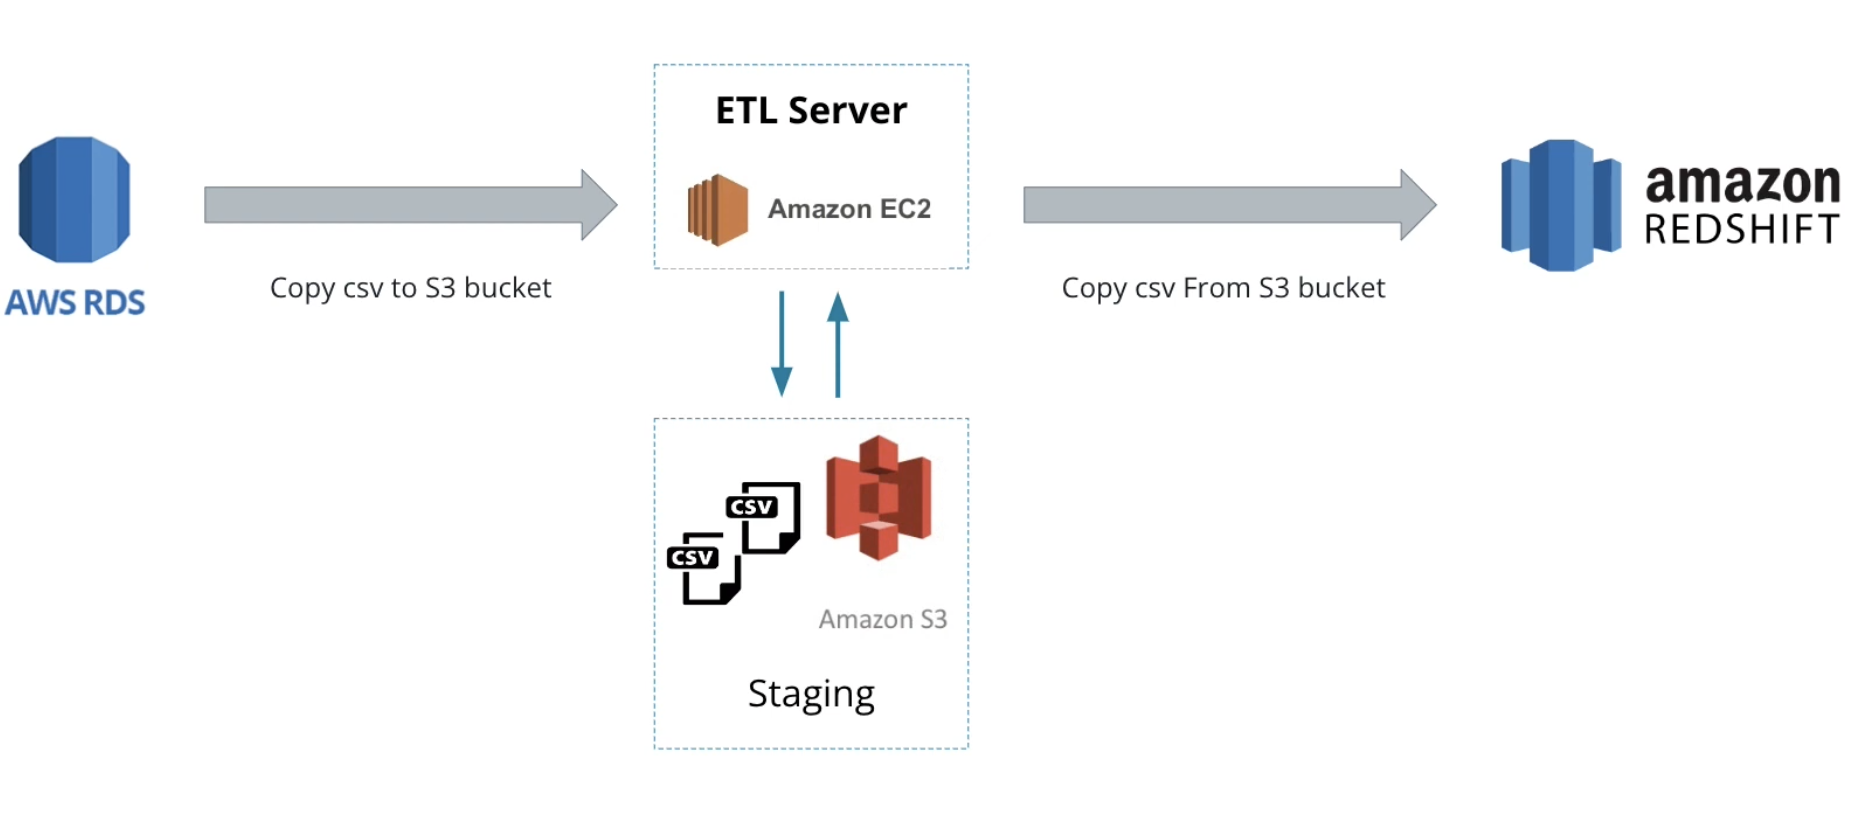 ETL Server
Amazon EC2
AWS RDS
Copy csv to S3 bucket
Copy csv From S3 bucket
amazon
REDSHIFT
CSV
CSV
Amazon S3
Staging